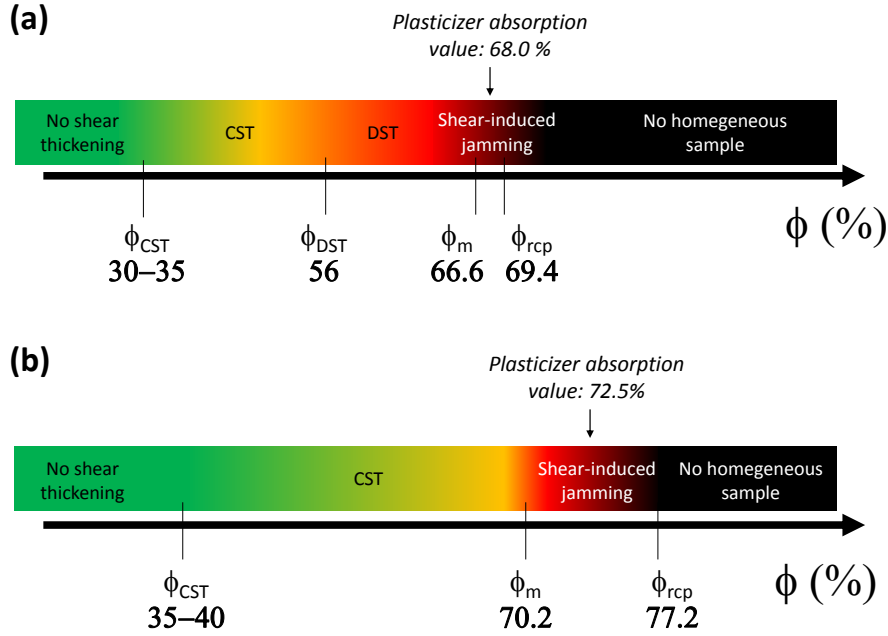 (a)
Plasticizer absorption
value: 68.0 %
No shear
thickening
CST
DST
Shear-induced
jamming
No homegeneous
sample
ϕ (%)
ϕCST
30–35
ϕDST
56
ϕm
66.6
ϕrcp
69.4
(b)
Plasticizer absorption
value: 72.5%
No shear
thickening
CST
Shear-induced
jamming
No homegeneous
sample
ϕ (%)
ϕCST
35–40
ϕm
70.2
ϕrcp
77.2